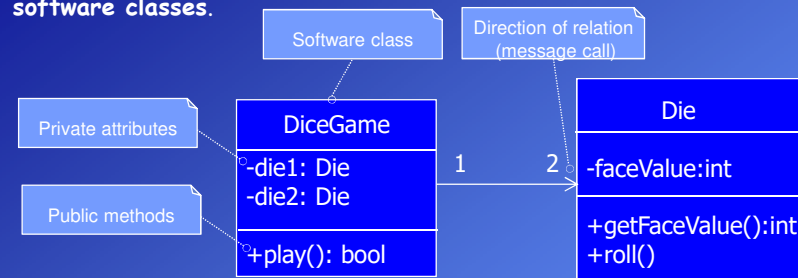 software classes.
Software class
Direction of relation
(message call)
Private attributes
Public methods
DiceGame
-die1: Die
-die2: Die
+play(): bool
1
2
Die
-faceValue:int
+getFaceValue():int
+roll()